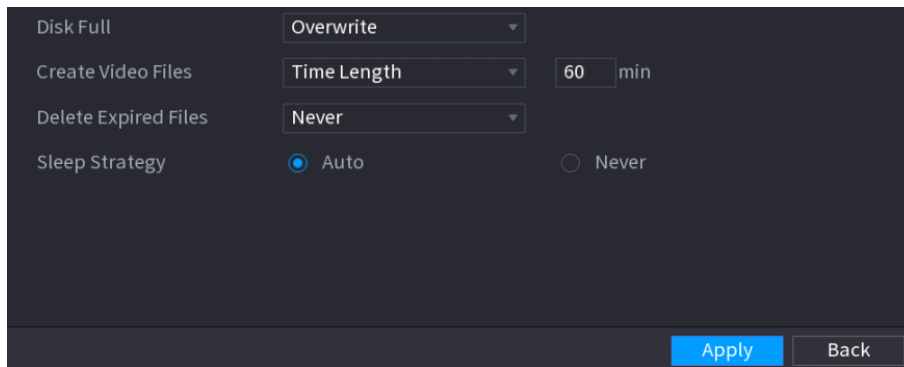 Disk Full Overwrite
Create Video Files Time Length 60 min
Delete Expired Files Never
Sleep Strategy Auto Never
Apply Back